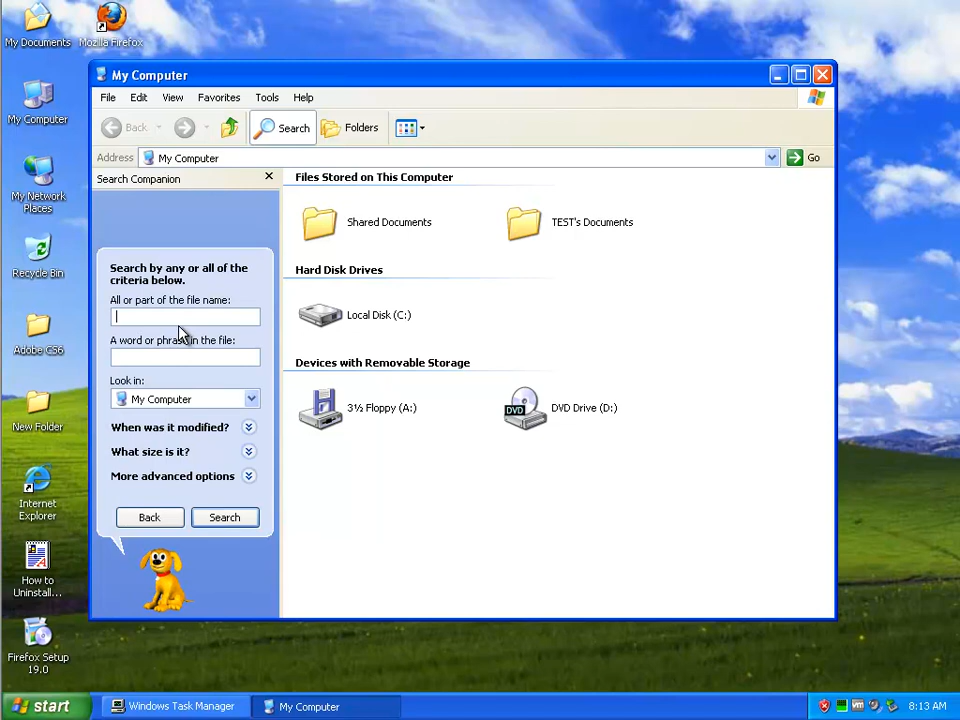 My Documents
Mozilla Firefox
My Computer
My Network
Places
Recycle Bin
Adobe CS6
New Folder
Internet
Explorer
How to
Uninstall...
Firefox Setup
19.0
My Computer
File Edit View Favorites Tools Help
Back Search Folders
Address My Computer Go
Search Companion
Search by any or all of the
criteria below.
All or part of the file name:
A word or phrase in the file:
Look in:
My Computer
When was it modified?
What size is it?
More advanced options
Back Search
Files Stored on This Computer
Shared Documents TEST's Documents
Hard Disk Drives
Local Disk (C:)
Devices with Removable Storage
3½ Floppy (A:) DVD Drive (D:)
DVD
start Windows Task Manager My Computer 8:13 AM